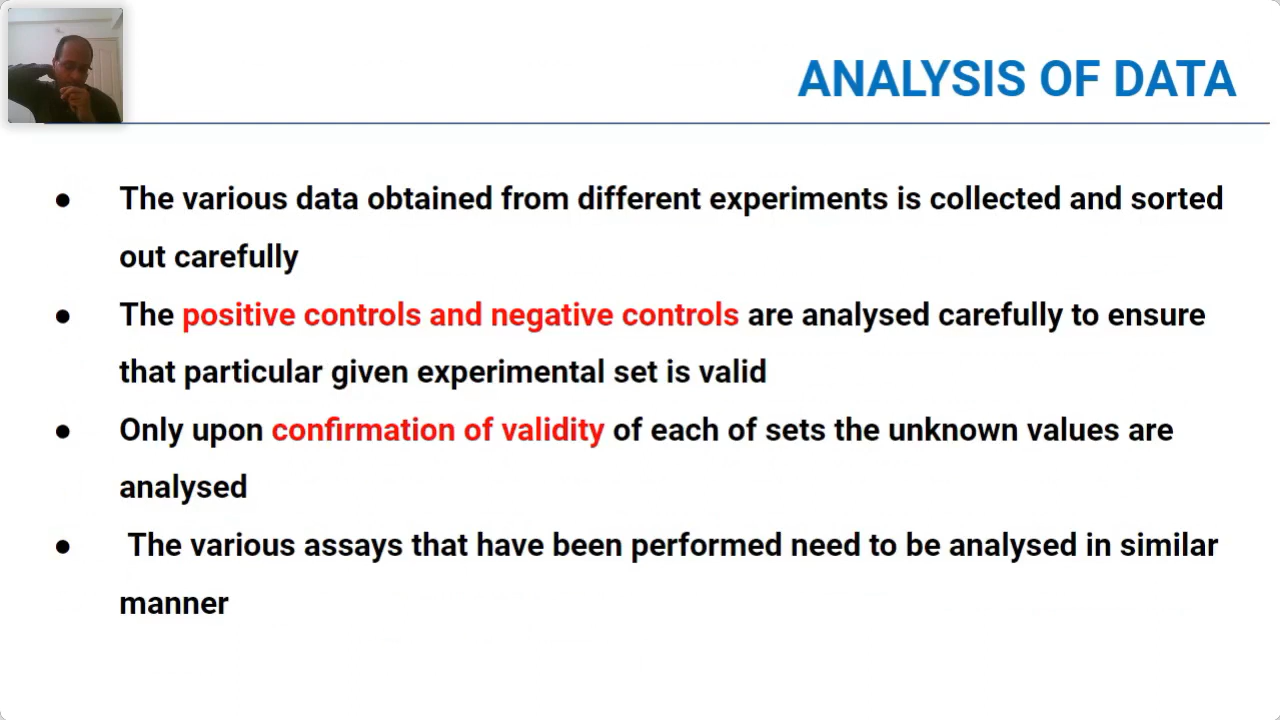 ANALYSIS OF DATA
● The various data obtained from different experiments is collected and sorted
out carefully
● The positive controls and negative controls are analysed carefully to ensure
that particular given experimental set is valid
● Only upon confirmation of validity of each of sets the unknown values are
analysed
● The various assays that have been performed need to be analysed in similar
manner